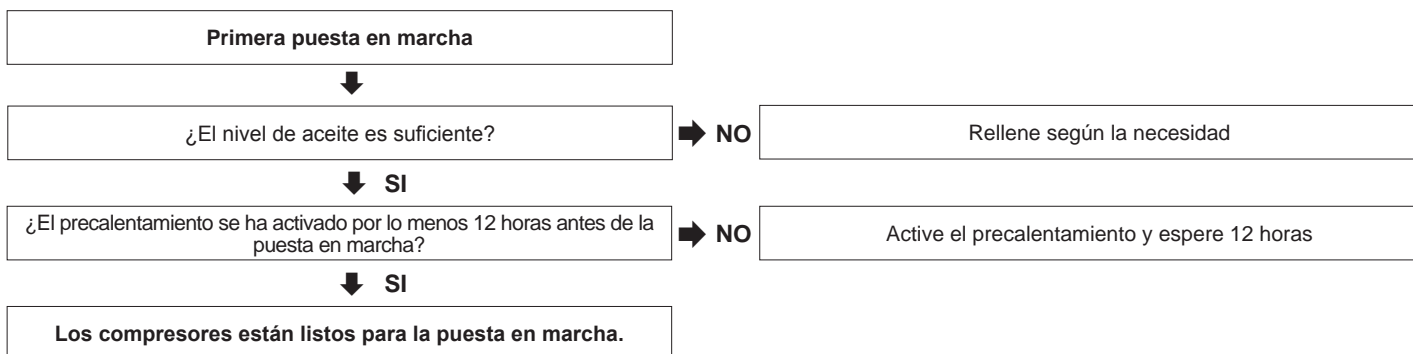 Primera puesta en marcha
¿El nivel de aceite es suficiente?
NO
Rellene según la necesidad
SI
¿El precalentamiento se ha activado por lo menos 12 horas antes de la
puesta en marcha?
NO
Active el precalentamiento y espere 12 horas
SI
Los compresores están listos para la puesta en marcha.